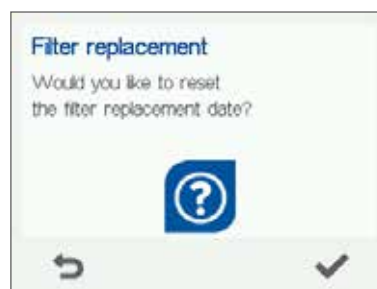 Filter replacement
Would you like to reset
the filter replacement date?